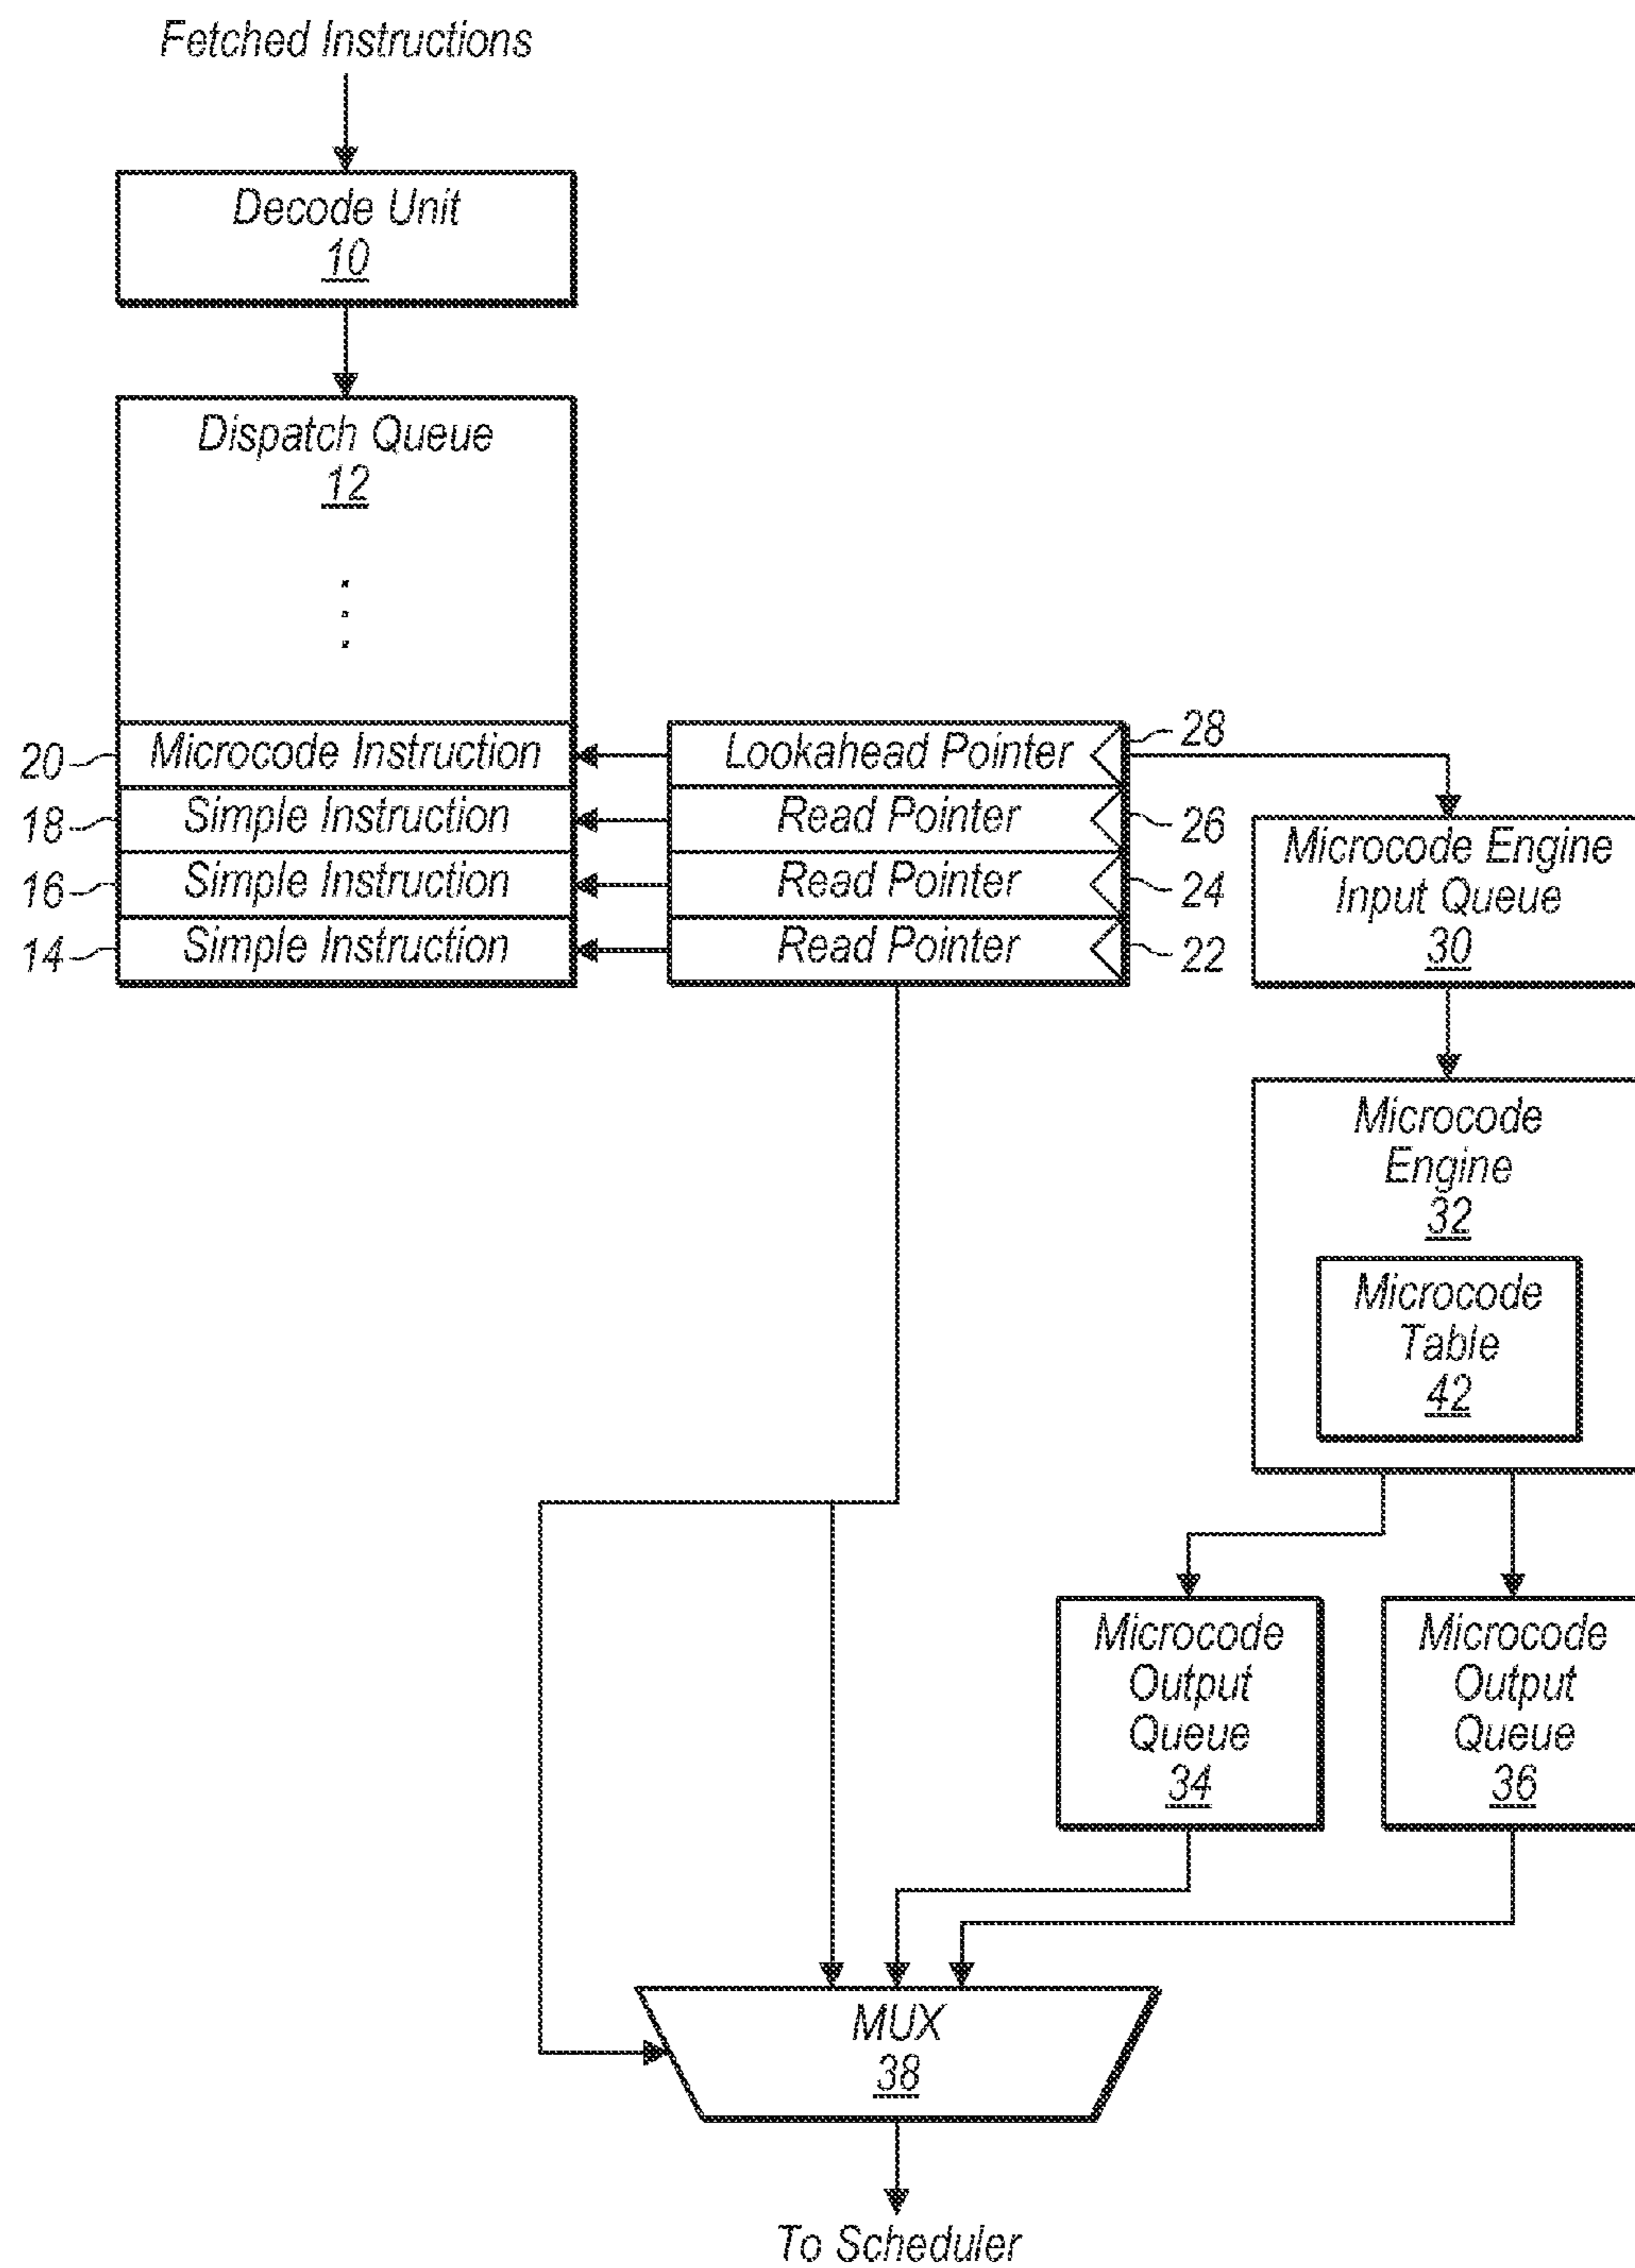 Fetched Instructions
Decode Unit
10
Dispatch Queue
12
20
Microcode Instruction
Lookahead Pointer
28
18
Simple Instruction
Read Pointer
26
16
Simple Instruction
Read Pointer
24
14
Simple Instruction
Read Pointer
22
Microcode Engine
Input Queue
30
Microcode
Engine
32
Microcode
Table
42
Microcode
Output
Queue
34
Microcode
Output
Queue
36
MUX
38
To Scheduler